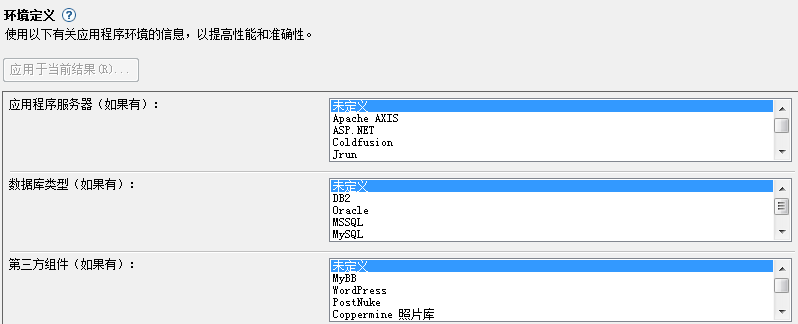 环境定义 ?
使用以下有关应用程序环境的信息，以提高性能和准确性。
应用于当前结果(R)...
应用程序服务器（如果有）：
未定义
Apache AXIS
ASP.NET
Coldfusion
Jrun
数据库类型（如果有）：
未定义
DB2
Oracle
MSSQL
MySQL
第三方组件（如果有）：
未定义
MyBB
WordPress
PostNuke
Coppermine 照片库